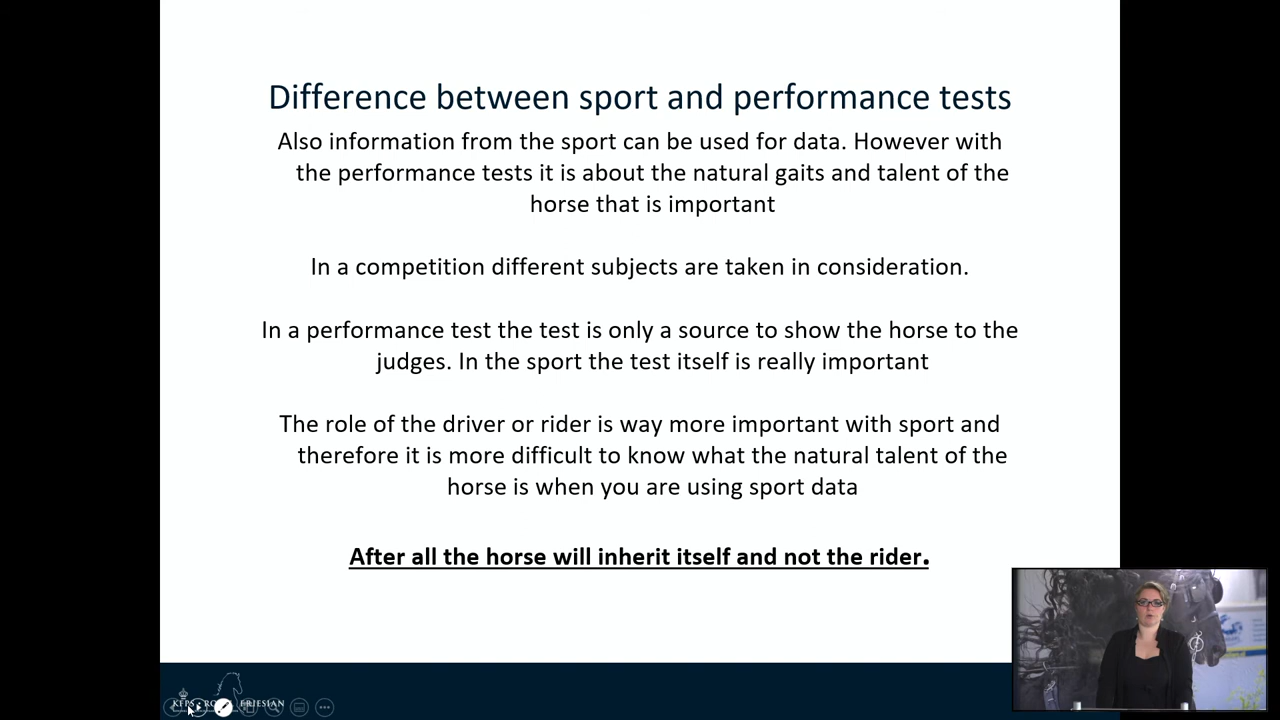 Difference between sport and performance tests
Also information from the sport can be used for data. However with
the performance tests it is about the natural gaits and talent of the
horse that is important
In a competition different subjects are taken in consideration.
In a performance test the test is only a source to show the horse to the
judges. In the sport the test itself is really important
The role of the driver or rider is way more important with sport and
therefore it is more difficult to know what the natural talent of the
horse is when you are using sport data
After all the horse will inherit itself and not the rider.
KFPS